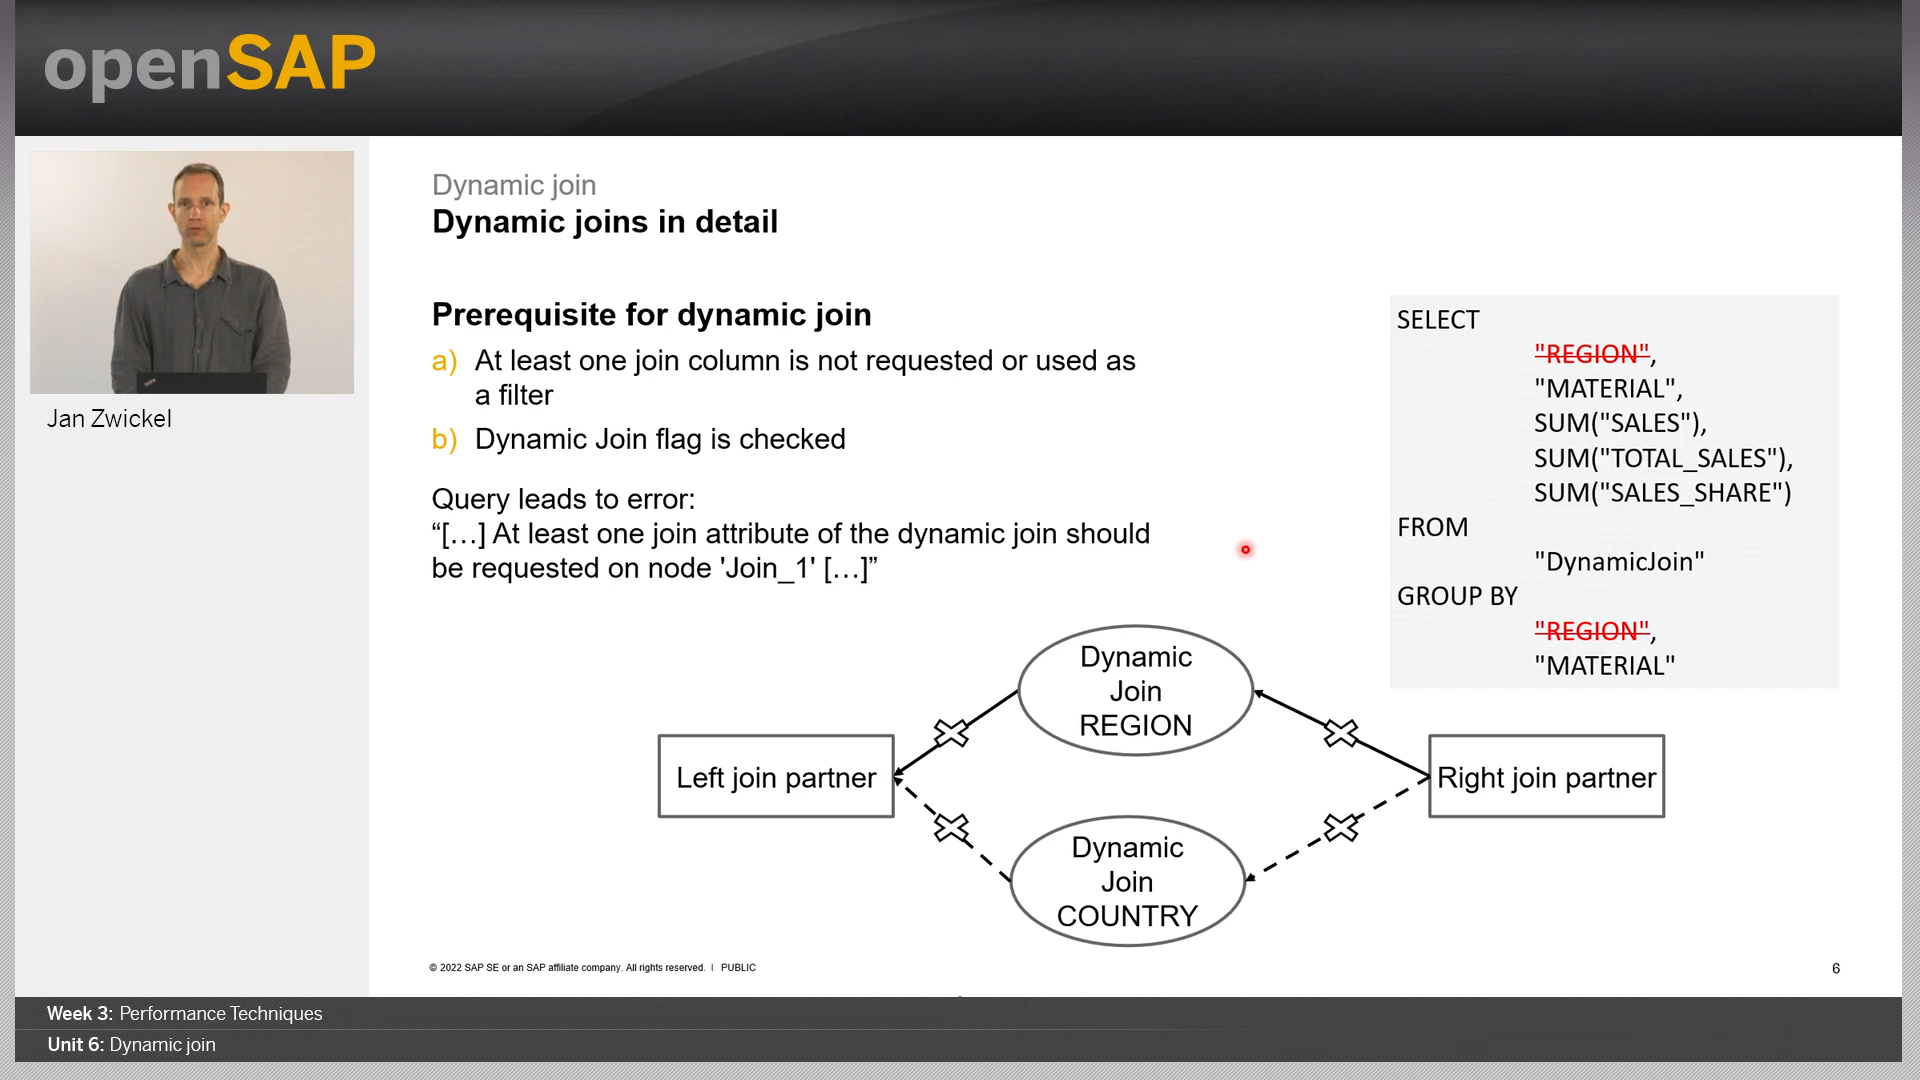 openSAP
Jan Zwickel
Dynamic join
Dynamic joins in detail
Prerequisite for dynamic join
a) At least one join column is not requested or used as
a filter
b) Dynamic Join flag is checked
Query leads to error:
“[…] At least one join attribute of the dynamic join should
be requested on node 'Join_1' […]”
SELECT
"REGION",
"MATERIAL",
SUM("SALES"),
SUM("TOTAL_SALES"),
SUM("SALES_SHARE")
FROM
"DynamicJoin"
GROUP BY
"REGION",
"MATERIAL"
Dynamic
Join
REGION
Left join partner
Right join partner
Dynamic
Join
COUNTRY
© 2022 SAP SE or an SAP affiliate company. All rights reserved. | PUBLIC
6
Week 3: Performance Techniques
Unit 6: Dynamic join